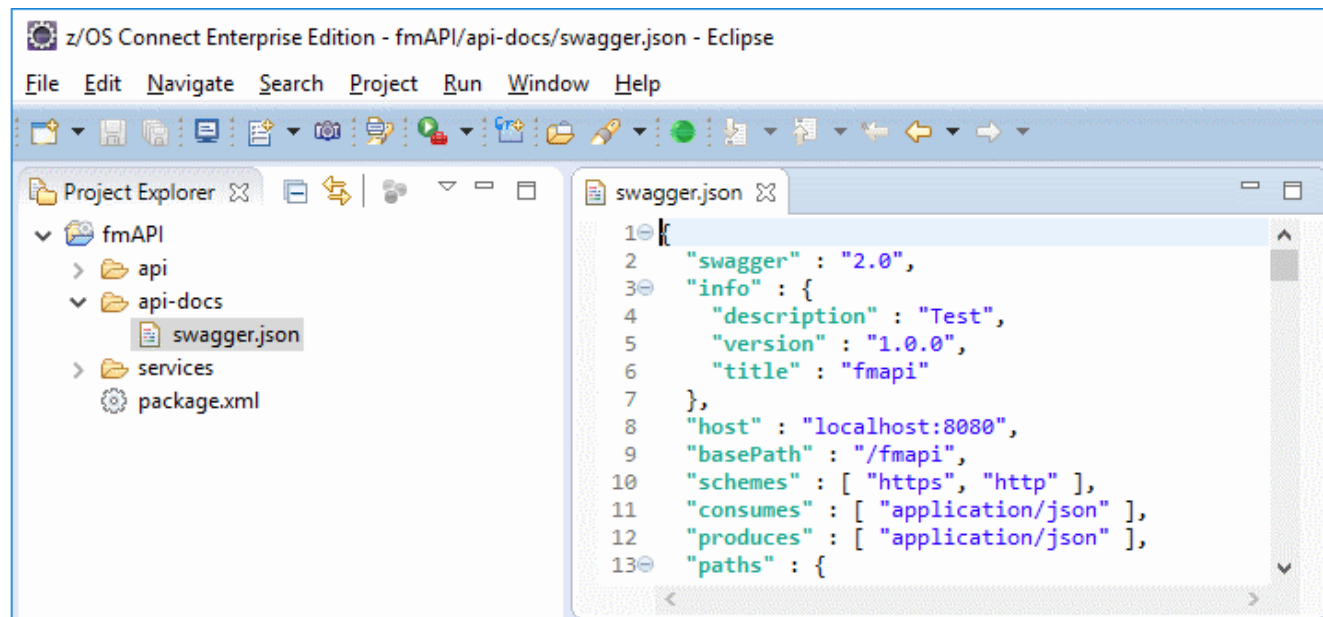 z/OS Connect Enterprise Edition - fmAPI/api-docs/swagger.json - Eclipse
File Edit Navigate Search Project Run Window Help
Project Explorer
fmAPI
api
api-docs
swagger.json
services
package.xml
swagger.json
1 {
2 "swagger" : "2.0",
3 "info" : {
4 "description" : "Test",
5 "version" : "1.0.0",
6 "title" : "fmapi"
7 },
8 "host" : "localhost:8080",
9 "basePath" : "/fmapi",
10 "schemes" : [ "https", "http" ],
11 "consumes" : [ "application/json" ],
12 "produces" : [ "application/json" ],
13 "paths" : {